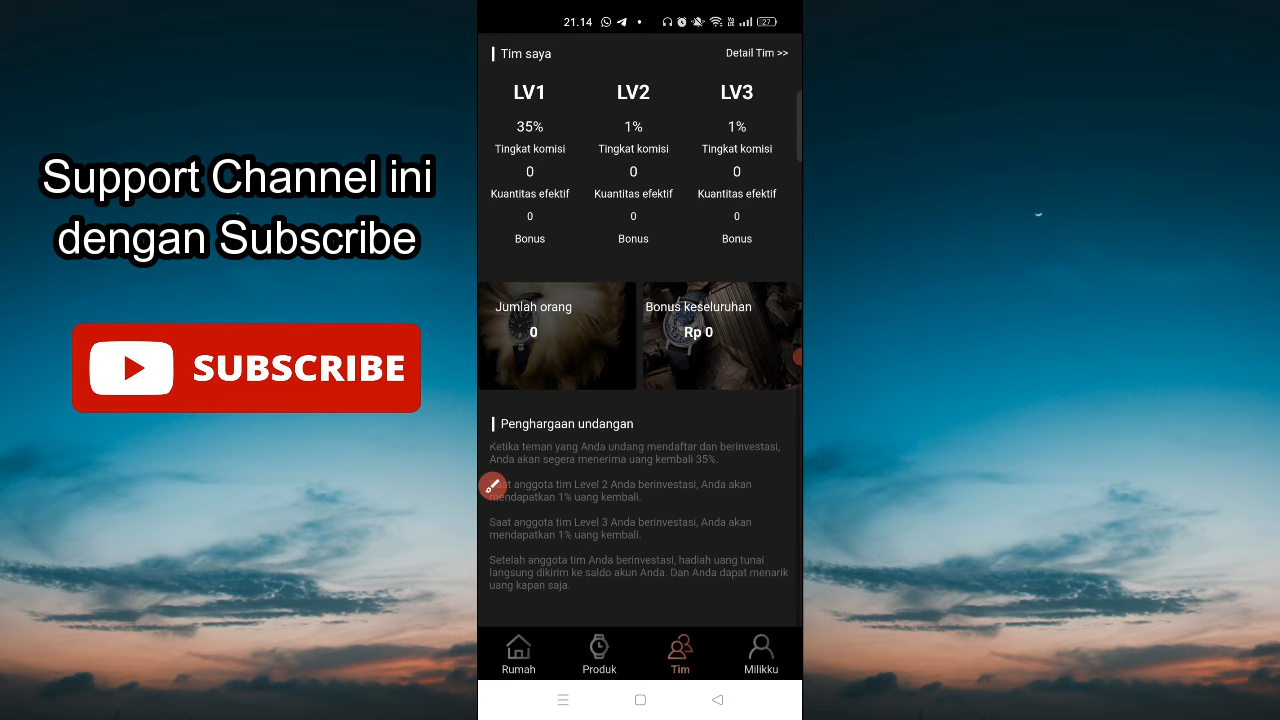 Support Channel ini
dengan Subscribe
SUBSCRIBE
21.14
27
Tim saya
Detail Tim >>
LV1 LV2 LV3
35% 1% 1%
Tingkat komisi Tingkat komisi Tingkat komisi
0 0 0
Kuantitas efektif Kuantitas efektif Kuantitas efektif
0 0 0
Bonus Bonus Bonus
Jumlah orang
0
Bonus keseluruhan
Rp 0
Penghargaan undangan
Ketika teman yang Anda undang mendaftar dan berinvestasi,
Anda akan segera menerima uang kembali 35%.
anggota tim Level 2 Anda berinvestasi, Anda akan
mendapatkan 1% uang kembali.
Saat anggota tim Level 3 Anda berinvestasi, Anda akan
mendapatkan 1% uang kembali.
Setelah anggota tim Anda berinvestasi, hadiah uang tunai
langsung dikirim ke saldo akun Anda. Dan Anda dapat menarik
uang kapan saja.
Rumah Produk Tim Milikku